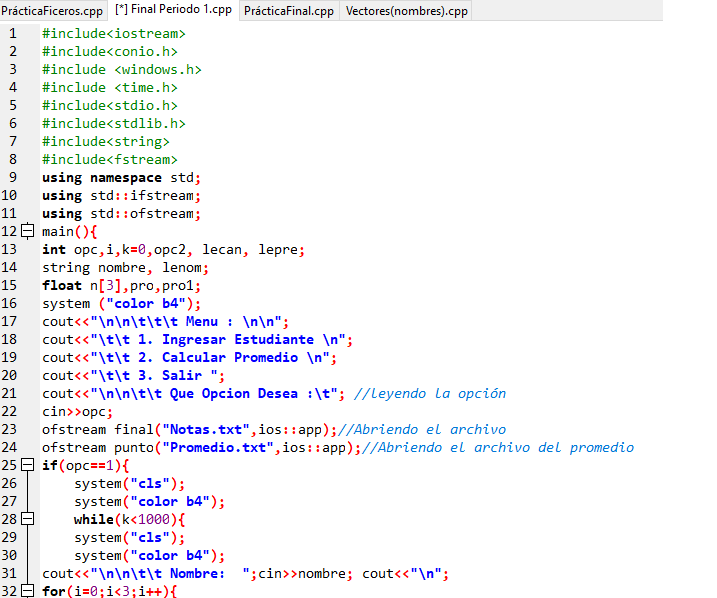 PrácticaFiceros.cpp [*] Final Periodo 1.cpp PrácticaFinal.cpp Vectores(nombres).cpp
1 #include<iostream>
2 #include<conio.h>
3 #include <windows.h>
4 #include <time.h>
5 #include<stdio.h>
6 #include<stdlib.h>
7 #include<string>
8 #include<fstream>
9 using namespace std;
10 using std::ifstream;
11 using std::ofstream;
12 main(){
13 int opc,i,k=0,opc2, lecan, lepre;
14 string nombre, lenom;
15 float n[3],pro,pro1;
16 system ("color b4");
17 cout<<"\n\n\t\t\t Menu : \n\n";
18 cout<<"\t\t 1. Ingresar Estudiante \n";
19 cout<<"\t\t 2. Calcular Promedio \n";
20 cout<<"\t\t 3. Salir ";
21 cout<<"\n\n\t\t Que Opcion Desea :\t"; //leyendo la opción
22 cin>>opc;
23 ofstream final("Notas.txt",ios::app);//Abriendo el archivo
24 ofstream punto("Promedio.txt",ios::app);//Abriendo el archivo del promedio
25 if(opc==1){
26 system("cls");
27 system("color b4");
28 while(k<1000){
29 system("cls");
30 system("color b4");
31 cout<<"\n\n\t\t Nombre:  ";cin>>nombre; cout<<"\n";
32 for(i=0;i<3;i++){